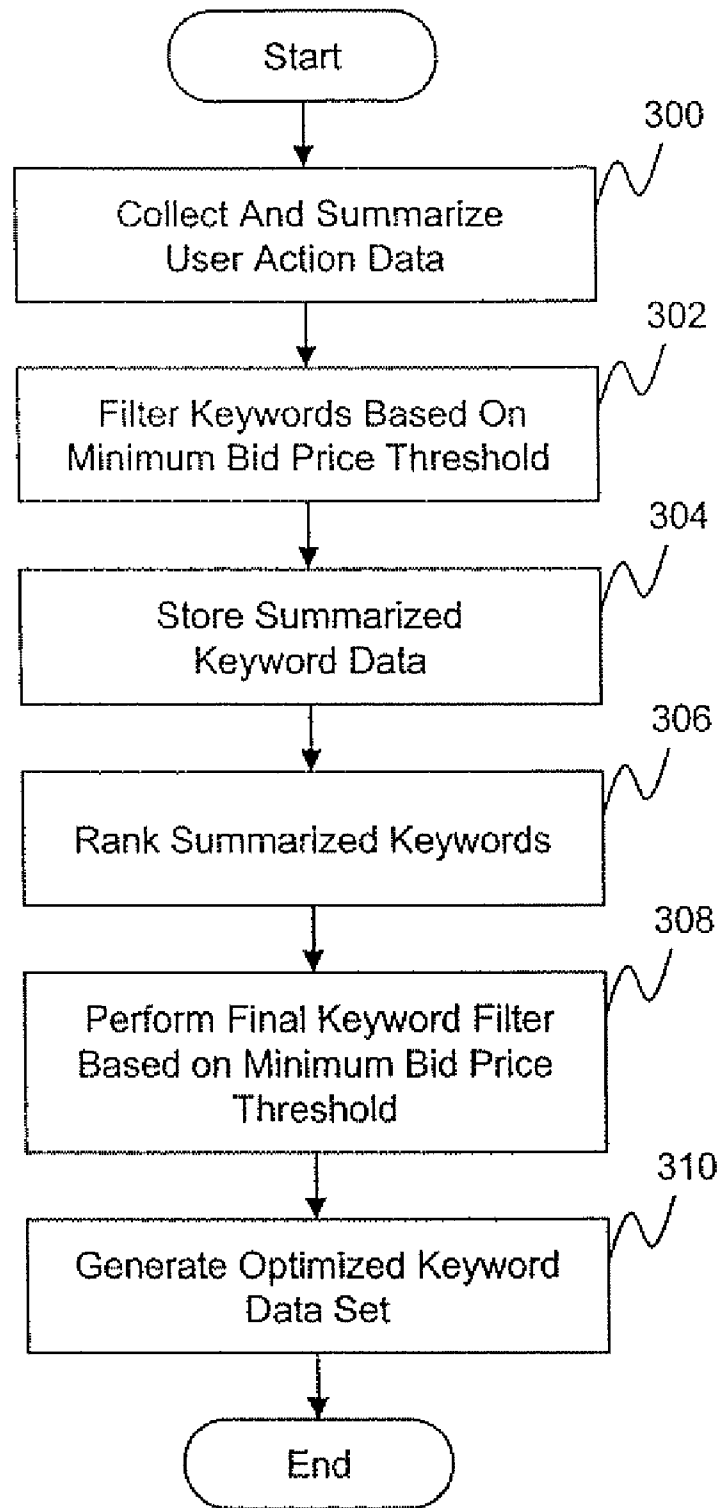 Start
300
Collect And Summarize
User Action Data
302
Filter Keywords Based On
Minimum Bid Price Threshold
304
Store Summarized
Keyword Data
306
Rank Summarized Keywords
308
Perform Final Keyword Filter
Based on Minimum Bid Price
Threshold
310
Generate Optimized Keyword
Data Set
End